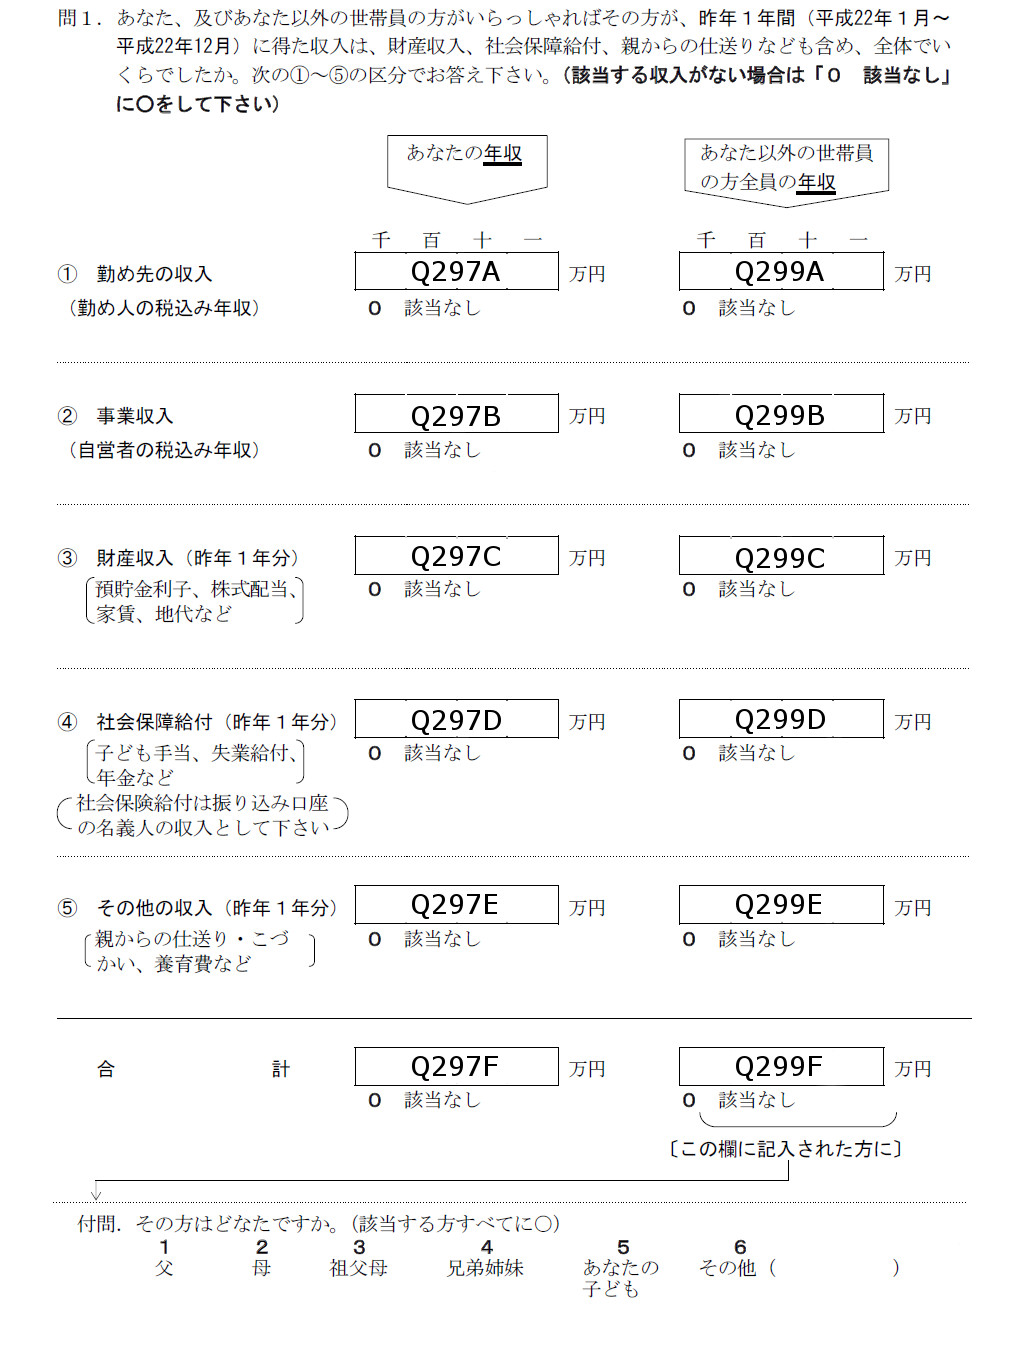 問１．あなた、及びあなた以外の世帯員の方がいらっしゃればその方が、昨年１年間（平成22年１月～
平成22年12月）に得た収入は、財産収入、社会保障給付、親からの仕送りなども含め、全体でい
くらでしたか。次の①～⑤の区分でお答え下さい。（該当する収入がない場合は「０　該当なし」
に○をして下さい）
あなたの年収
あなた以外の世帯員
の方全員の年収
千　百　十　一　千　百　十　一
①　勤め先の収入　Q297A　万円　Q299A　万円
（勤め人の税込み年収）　0　該当なし　0　該当なし
②　事業収入　Q297B　万円　Q299B　万円
（自営者の税込み年収）　0　該当なし　0　該当なし
③　財産収入（昨年１年分）　Q297C　万円　Q299C　万円
預貯金利子、株式配当、　0　該当なし　0　該当なし
家賃、地代など
④　社会保障給付（昨年１年分）　Q297D　万円　Q299D　万円
子ども手当、失業給付、　0　該当なし　0　該当なし
年金など
社会保険給付は振り込み口座
の名義人の収入として下さい
⑤　その他の収入（昨年１年分）　Q297E　万円　Q299E　万円
親からの仕送り・こづ　0　該当なし　0　該当なし
かい、養育費など
合　計　Q297F　万円　Q299F　万円
0　該当なし　0　該当なし
〔この欄に記入された方に〕
付問．その方はどなたですか。（該当する方すべてに○）
1　2　3　4　5　6
父　母　祖父母　兄弟姉妹　あなたの　その他（　　　）
子ども